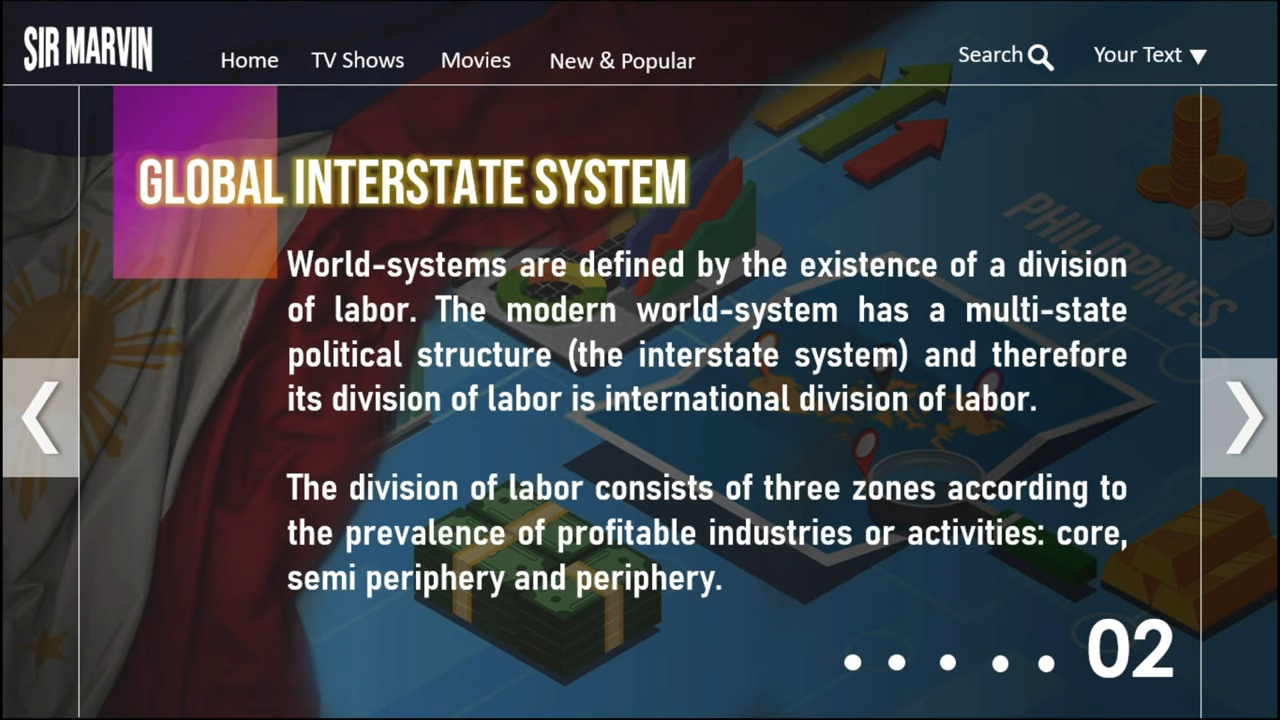 SIR MARVIN
Home TV Shows Movies New & Popular
Search Your Text
GLOBAL INTERSTATE SYSTEM
PHILIPPINES
World-systems are defined by the existence of a division
of labor. The modern world-system has a multi-state
political structure (the interstate system) and therefore
its division of labor is international division of labor.
The division of labor consists of three zones according to
the prevalence of profitable industries or activities: core,
semi periphery and periphery.
02